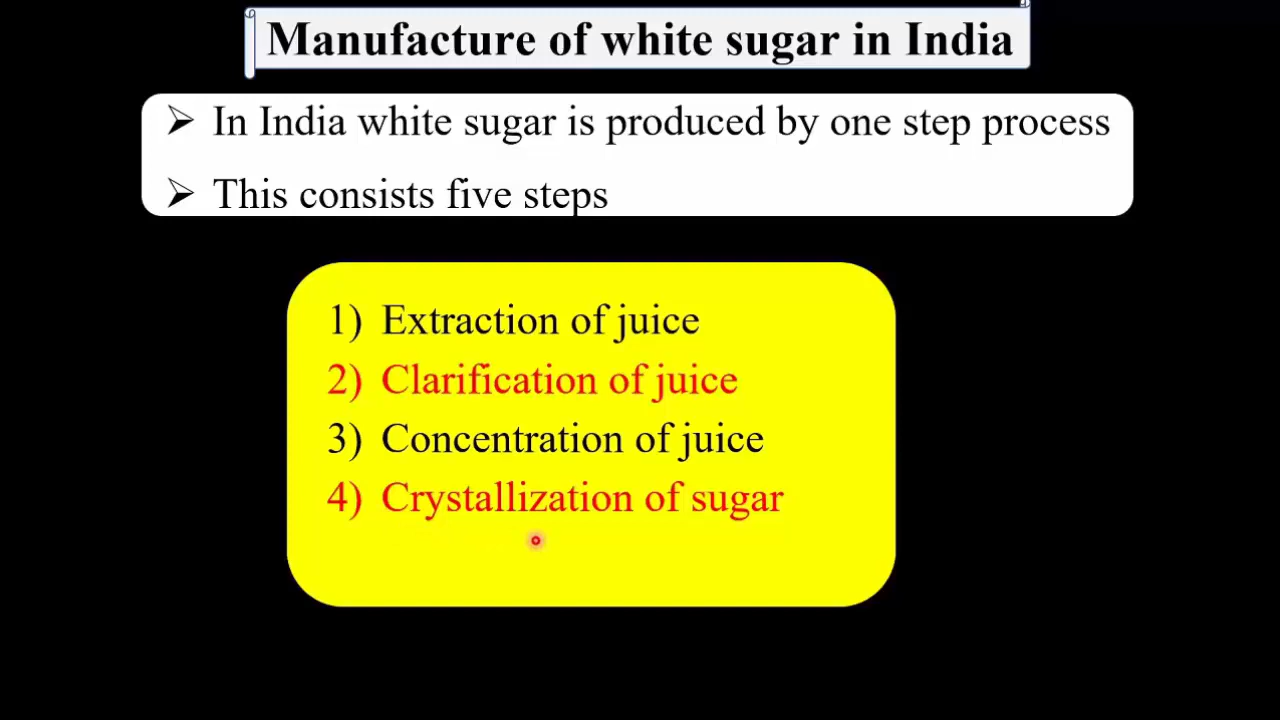 Manufacture of white sugar in India
➢ In India white sugar is produced by one step process
➢ This consists five steps
1) Extraction of juice
2) Clarification of juice
3) Concentration of juice
4) Crystallization of sugar